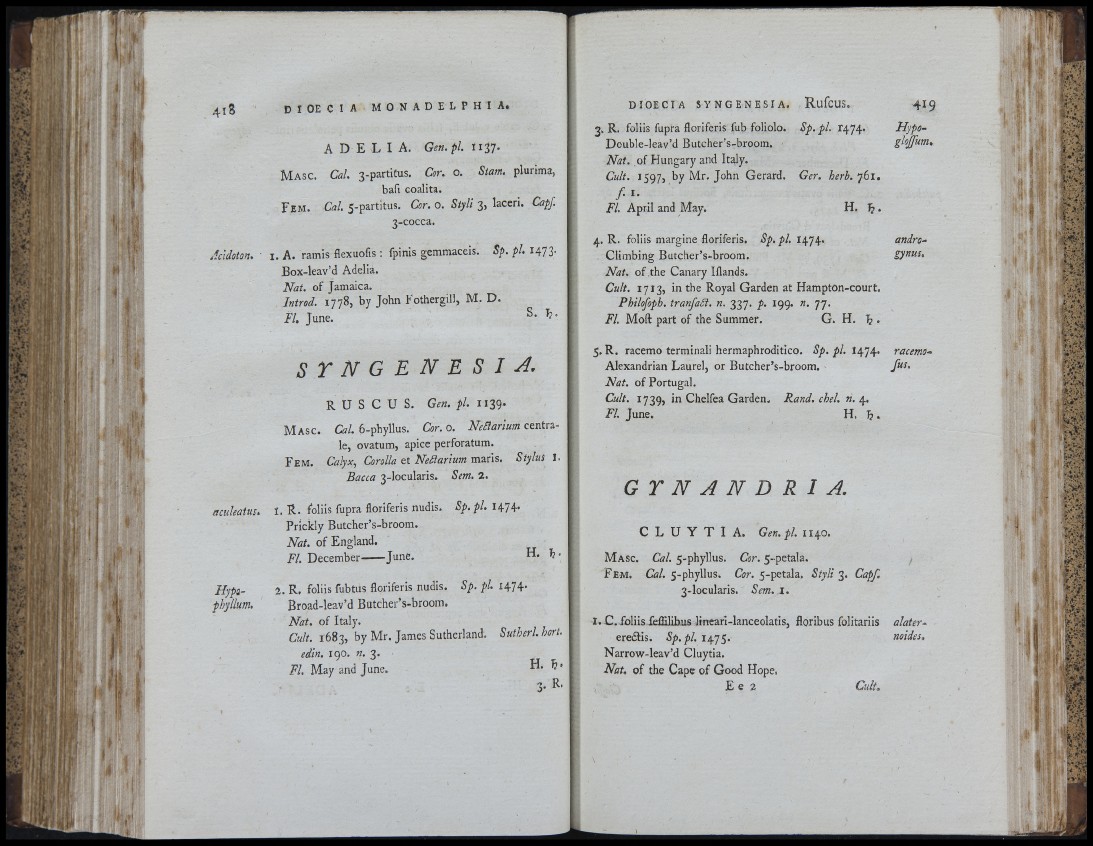 418 DIOECIA MONADELPHIA.
ADELIA. Gen. pl. 1137.
MASC. Cal. 3-partitus. Cor. o. Stam. plurima,
baſi coalita.
FEM. Cal. 5-partitus. Cor. o. Styli 3, laceri. Capſ.
3-cocca.
Acidoton. 1. A. ramis flexuoſis : ſpinis gemmaceis. Sp. pl. 1473.
Box-leav'd Adelia.
Nat. of Jamaica.
Introd. 1778, by John Fothergill, M. D.
Fl. June. S. ♄.
SYNGENESIA.
RUSCUS. Gen. pl. 1139.
MASC. Cal. 6-phyllus. Cor. o. Nectarium centra-
le, ovatum, apice perforatum.
FEM. Calyx, Corolla et Nectarium maris. Stylus 1.
Bacca 3-locularis. Sem. 2.
aculeatus. 1. R. foliis ſupra floriferis nudis. Sp. pl. 1474.
Prickly Butcher's-broom.
Nat. of England.
Fl. December——June. H. ♄.
Hypo- 2. R. foliis ſubtus floriferis nudis. Sp. pl. 1474.
phyllum. Broad-leav'd Butcher's-broom.
Nat. of Italy.
Cult. 1683, by Mr. James Sutherland. Sutherl. hort.
edin. 190. n. 3.
Fl. May and June. H. ♄.
3. R.
DIOECIA SYNGENESIA. Ruſcus. 419
3. R. foliis ſupra floriferis ſub foliolo. Sp. pl. 1474. Hypo-
Double-leav'd Butcher's-broom. gloſſum.
Nat. of Hungary and Italy.
Cult. 1597, by Mr. John Gerard. Ger. herb. 761.
f. 1.
Fl. April and May. H. ♄.
4. R. foliis margine floriferis. Sp. pl. 1474. andro-
Climbing Butcher's-broom. gynus.
Nat. of the Canary Iſlands.
Cult. 1713, in the Royal Garden at Hampton-court.
Philoſoph. tranſact. n. 337. p. 199. n. 77.
Fl. Moſt part of the Summer. G. H. ♄.
5. R. racemo terminali hermaphroditico. Sp. pl. 1474. racemo-
Alexandrian Laurel, or Butcher's-broom. ſus.
Nat. of Portugal.
Cult. 1739, in Chelſea Garden. Rand. chel. n. 4.
Fl. June. H. ♄.
GYNANDRIA.
CLUYTIA. Gen. pl. 1140.
MASC. Cal. 5-phyllus. Cor. 5-petala.
FEM. Cal. 5-phyllus. Cor. 5-petala. Styli 3. Capſ.
3-locularis. Sem. 1.
1. C. foliis ſeſſilibus lineari-lanceolatis, floribus ſolitariis alater-
erectis. Sp. pl. 1475. noides.
Narrow-leav'd Cluytia.
Nat. of the Cape of Good Hope.
E e 2 Cult.